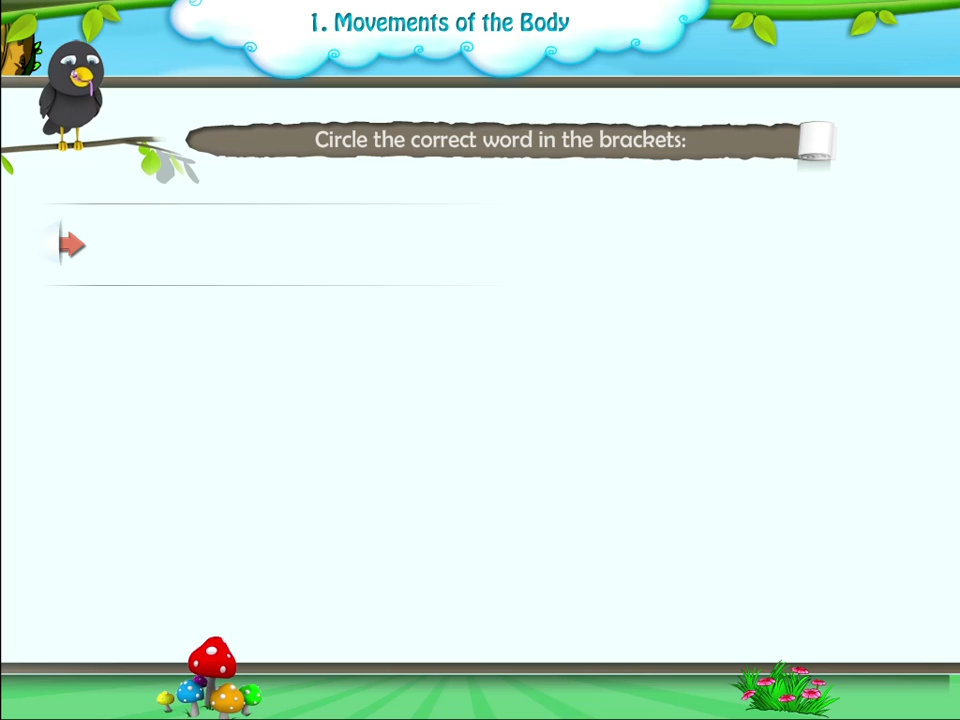 1. Movements of the Body
Circle the correct word in the brackets: